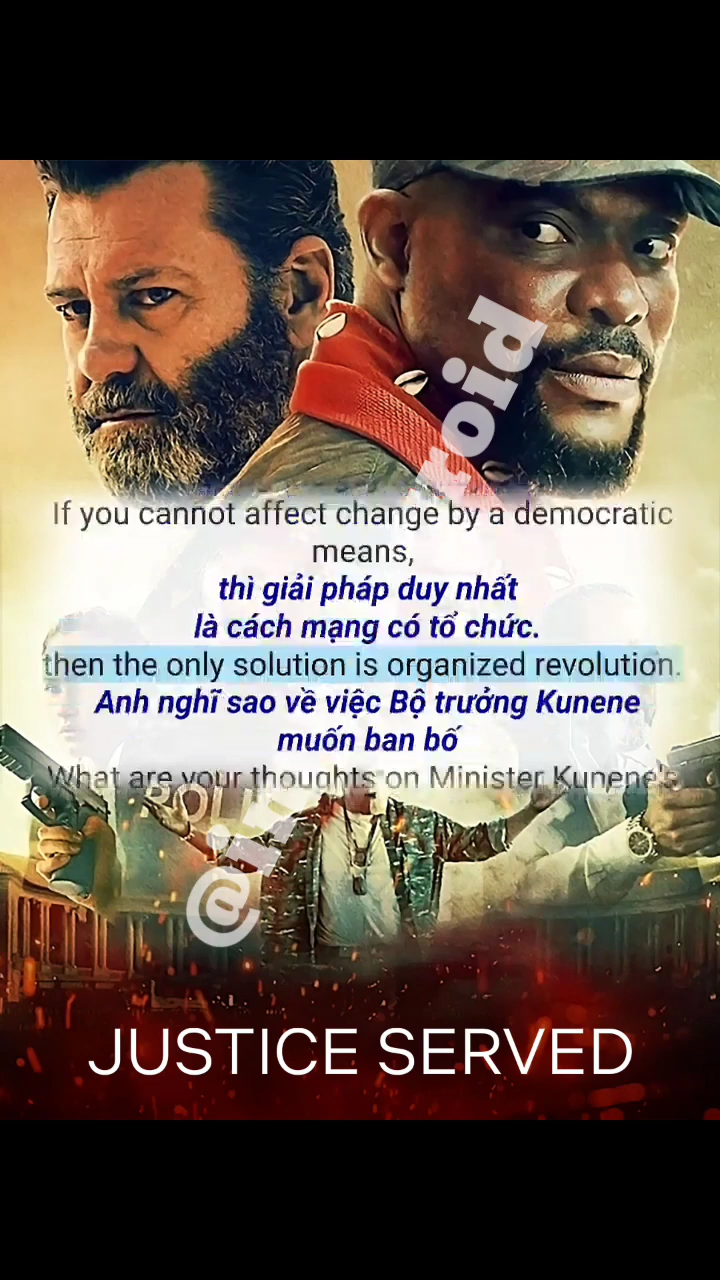 If you cannot affect change by a democratic
means,
thì giải pháp duy nhất
là cách mạng có tổ chức.
then the only solution is organized revolution.
Anh nghĩ sao về việc Bộ trưởng Kunene
muốn ban bố
What are your thoughts on Minister Kunene's
JUSTICE SERVED